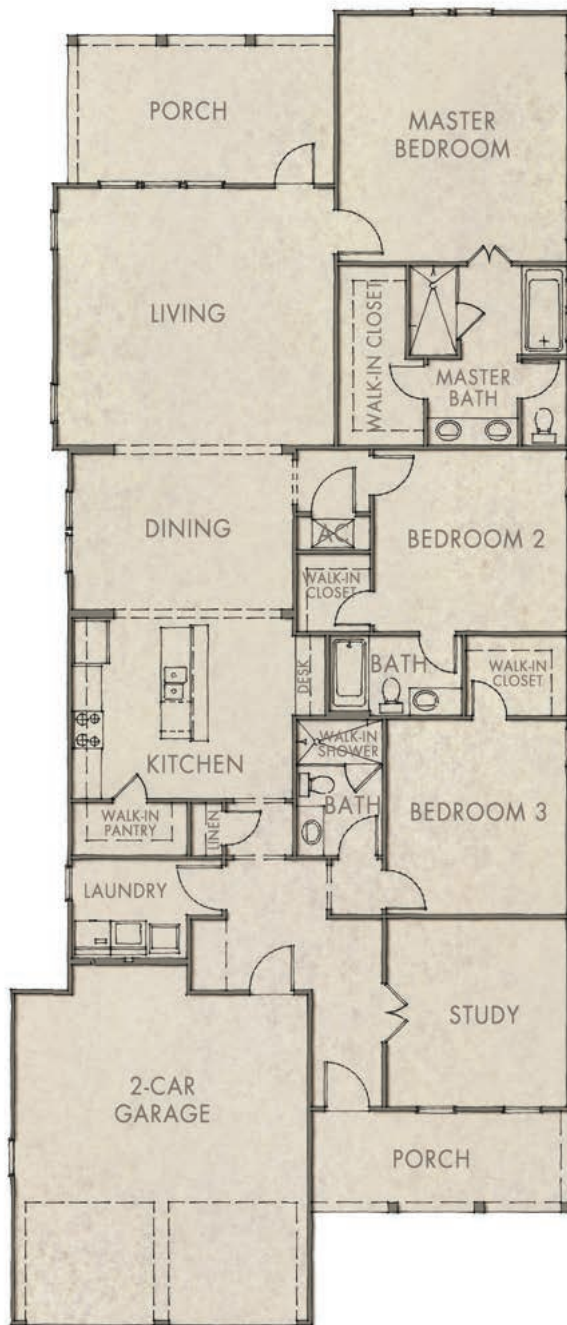 PORCH
MASTER
BEDROOM
LIVING
WALK-IN CLOSET
MASTER
BATH
DINING
AC
BEDROOM 2
WALK-IN
CLOSET
DESK
BATH
WALK-IN
CLOSET
KITCHEN
WALK-IN
SHOWER
BATH
BEDROOM 3
WALK-IN
PANTRY
LINEN
LAUNDRY
STUDY
2-CAR
GARAGE
PORCH